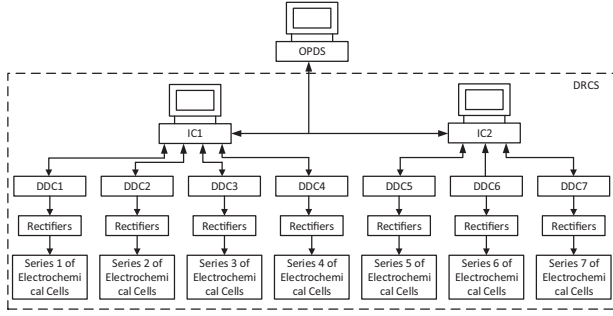 OPDS
DRCS
IC1
IC2
DDC1
DDC2
DDC3
DDC4
DDC5
DDC6
DDC7
Rectifiers
Rectifiers
Rectifiers
Rectifiers
Rectifiers
Rectifiers
Rectifiers
Series 1 of
Electrochemi
cal Cells
Series 2 of
Electrochemi
cal Cells
Series 3 of
Electrochemi
cal Cells
Series 4 of
Electrochemi
cal Cells
Series 5 of
Electrochemi
cal Cells
Series 6 of
Electrochemi
cal Cells
Series 7 of
Electrochemi
cal Cells